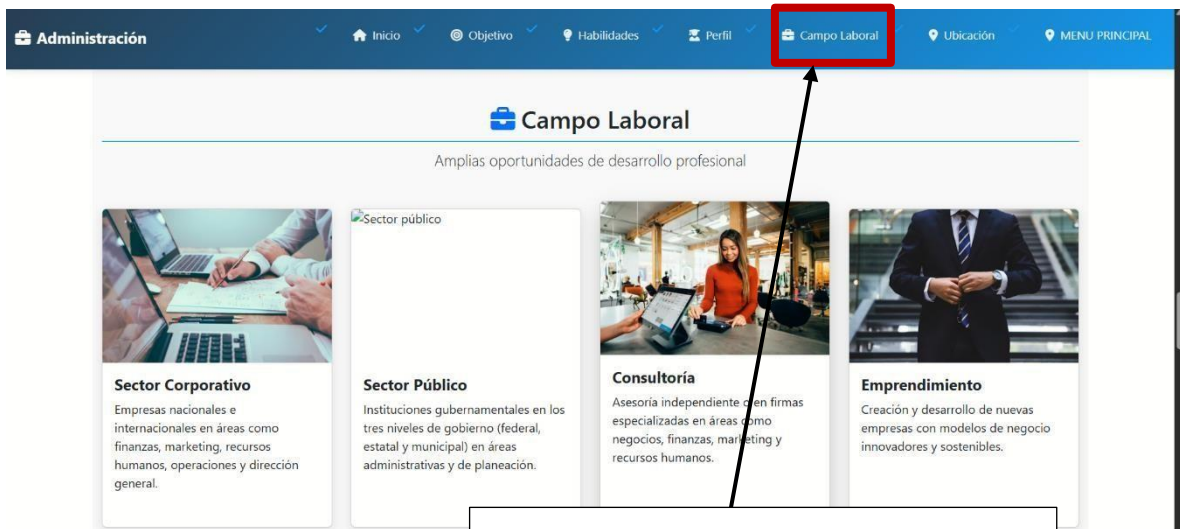 Administración
Inicio
Objetivo
Habilidades
Perfil
Campo Laboral
Ubicación
MENU PRINCIPAL
Campo Laboral
Amplias oportunidades de desarrollo profesional
Sector Corporativo
Empresas nacionales e
internacionales en áreas como
finanzas, marketing, recursos
humanos, operaciones y dirección
general.
Sector público
Sector Público
Instituciones gubernamentales en los
tres niveles de gobierno (federal,
estatal y municipal) en áreas
administrativas y de planeación.
Consultoría
Asesoría independiente o en firmas
especializadas en áreas como
negocios, finanzas, marketing y
recursos humanos.
Emprendimiento
Creación y desarrollo de nuevas
empresas con modelos de negocio
innovadores y sostenibles.